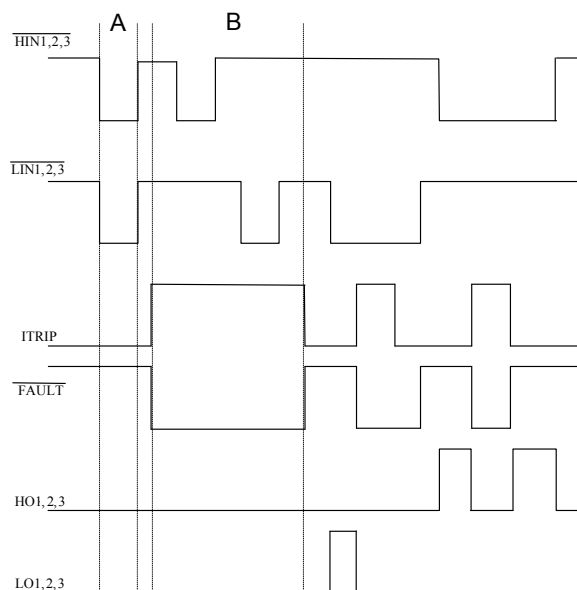 A B
HIN1,2,3
LIN1,2,3
ITRIP
FAULT
HO1,2,3
LO1,2,3